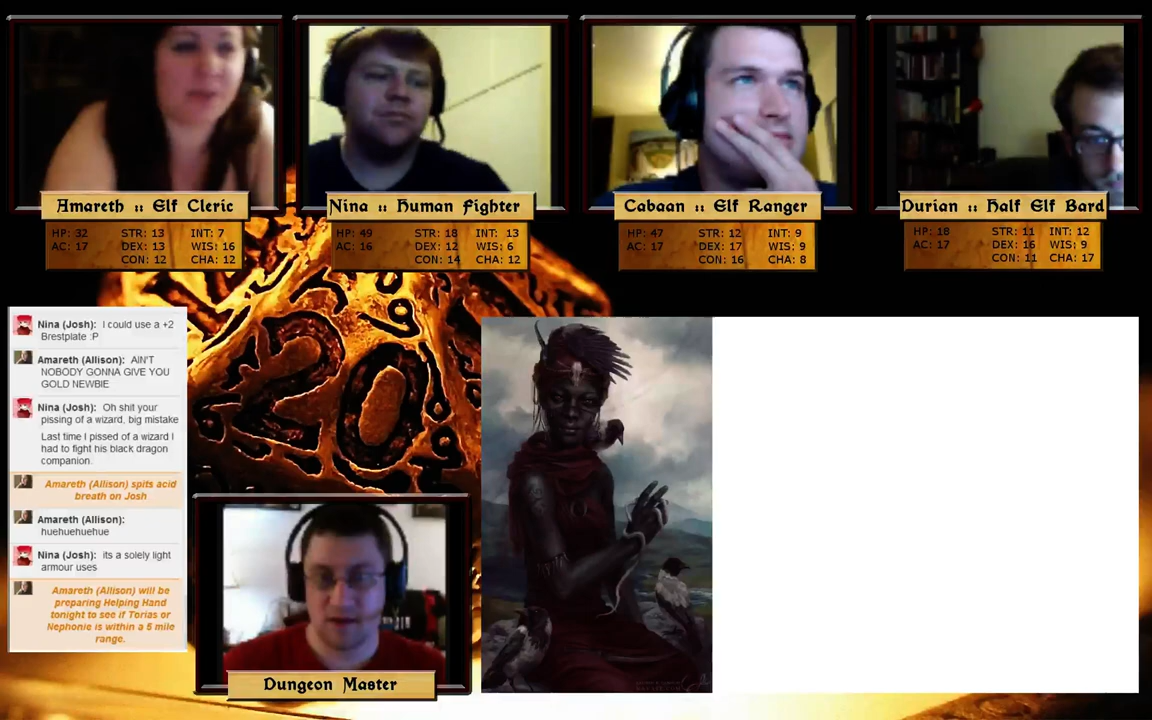 Amareth :: Elf Cleric
HP: 32 STR: 13 INT: 7
AC: 17 DEX: 13 WIS: 16
CON: 12 CHA: 12
Nina :: Human Fighter
HP: 49 STR: 18 INT: 13
AC: 16 DEX: 12 WIS: 6
CON: 14 CHA: 12
Cabaan :: Elf Ranger
HP: 47 STR: 12 INT: 9
AC: 17 DEX: 17 WIS: 9
CON: 16 CHA: 8
Durian :: Half Elf Bard
HP: 18 STR: 11 INT: 12
AC: 17 DEX: 16 WIS: 9
CON: 11 CHA: 17
Nina (Josh): I could use a +2
Brestplate :P
Amareth (Allison): AIN'T
NOBODY GONNA GIVE YOU
GOLD NEWBIE
Nina (Josh): Oh shit your
pissing of a wizard, big mistake
Last time I pissed of a wizard I
had to fight his black dragon
companion.
Amareth (Allison) spits acid
breath on Josh
Amareth (Allison):
huehuehuehue
Nina (Josh): its a solely light
armour uses
Amareth (Allison) will be
preparing Helping Hand
tonight to see if Torias or
Nephonie is within a 5 mile
range.
20
Dungeon Master